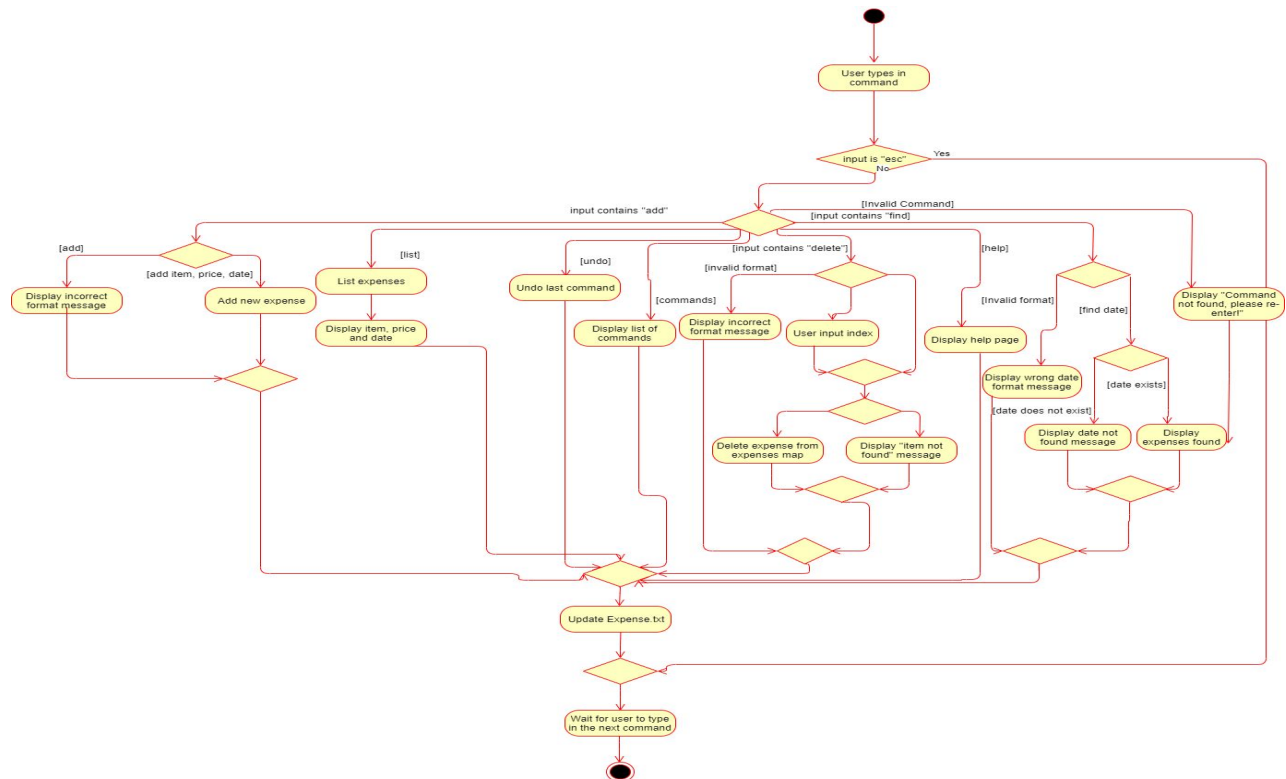 User types in
command
input is "esc"
Yes
No
input contains "add"
[Invalid Command]
[input contains "find]
[add]
[add item, price, date]
[list]
[undo]
[input contains "delete"]
[help]
[invalid format]
[commands]
[Invalid format]
[find date]
Display incorrect
format message
Add new expense
List expenses
Undo last command
Display item, price
and date
Display list of
commands
Display incorrect
format message
User input index
Display help page
Display "Command
not found, please re-
enter!"
Display wrong date
format message
[date exists]
[date does not exist]
Delete expense from
expenses map
Display "item not
found" message
Display date not
found message
Display
expenses found
Update Expense.txt
Wait for user to type
in the next command